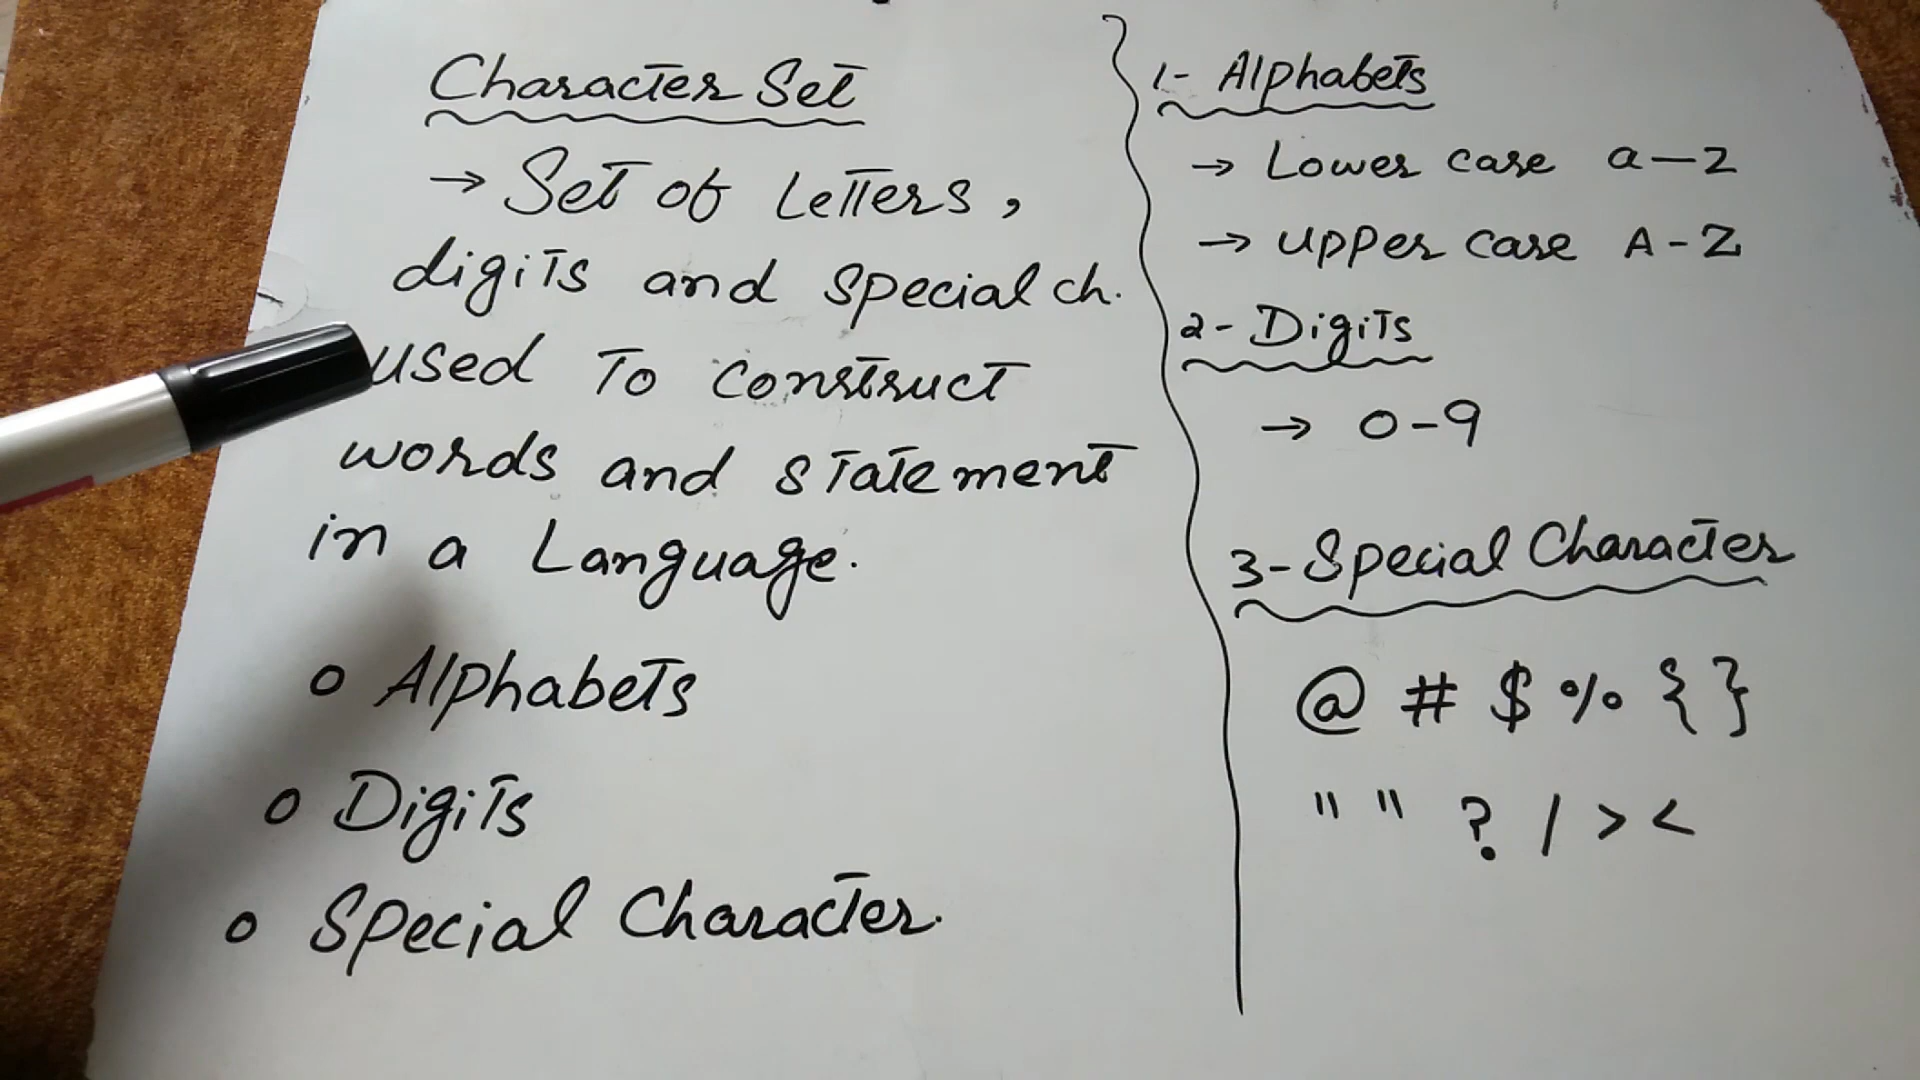 Character Set
→ Set of Letters,
digits and special ch.
used to construct
words and statement
in a Language.
o Alphabets
o Digits
o Special Character.
1- Alphabets
→ Lower case a-z
→ Upper case A-Z
2- Digits
→ 0-9
3- Special Character
@ # $ % { }
" " ? / > <